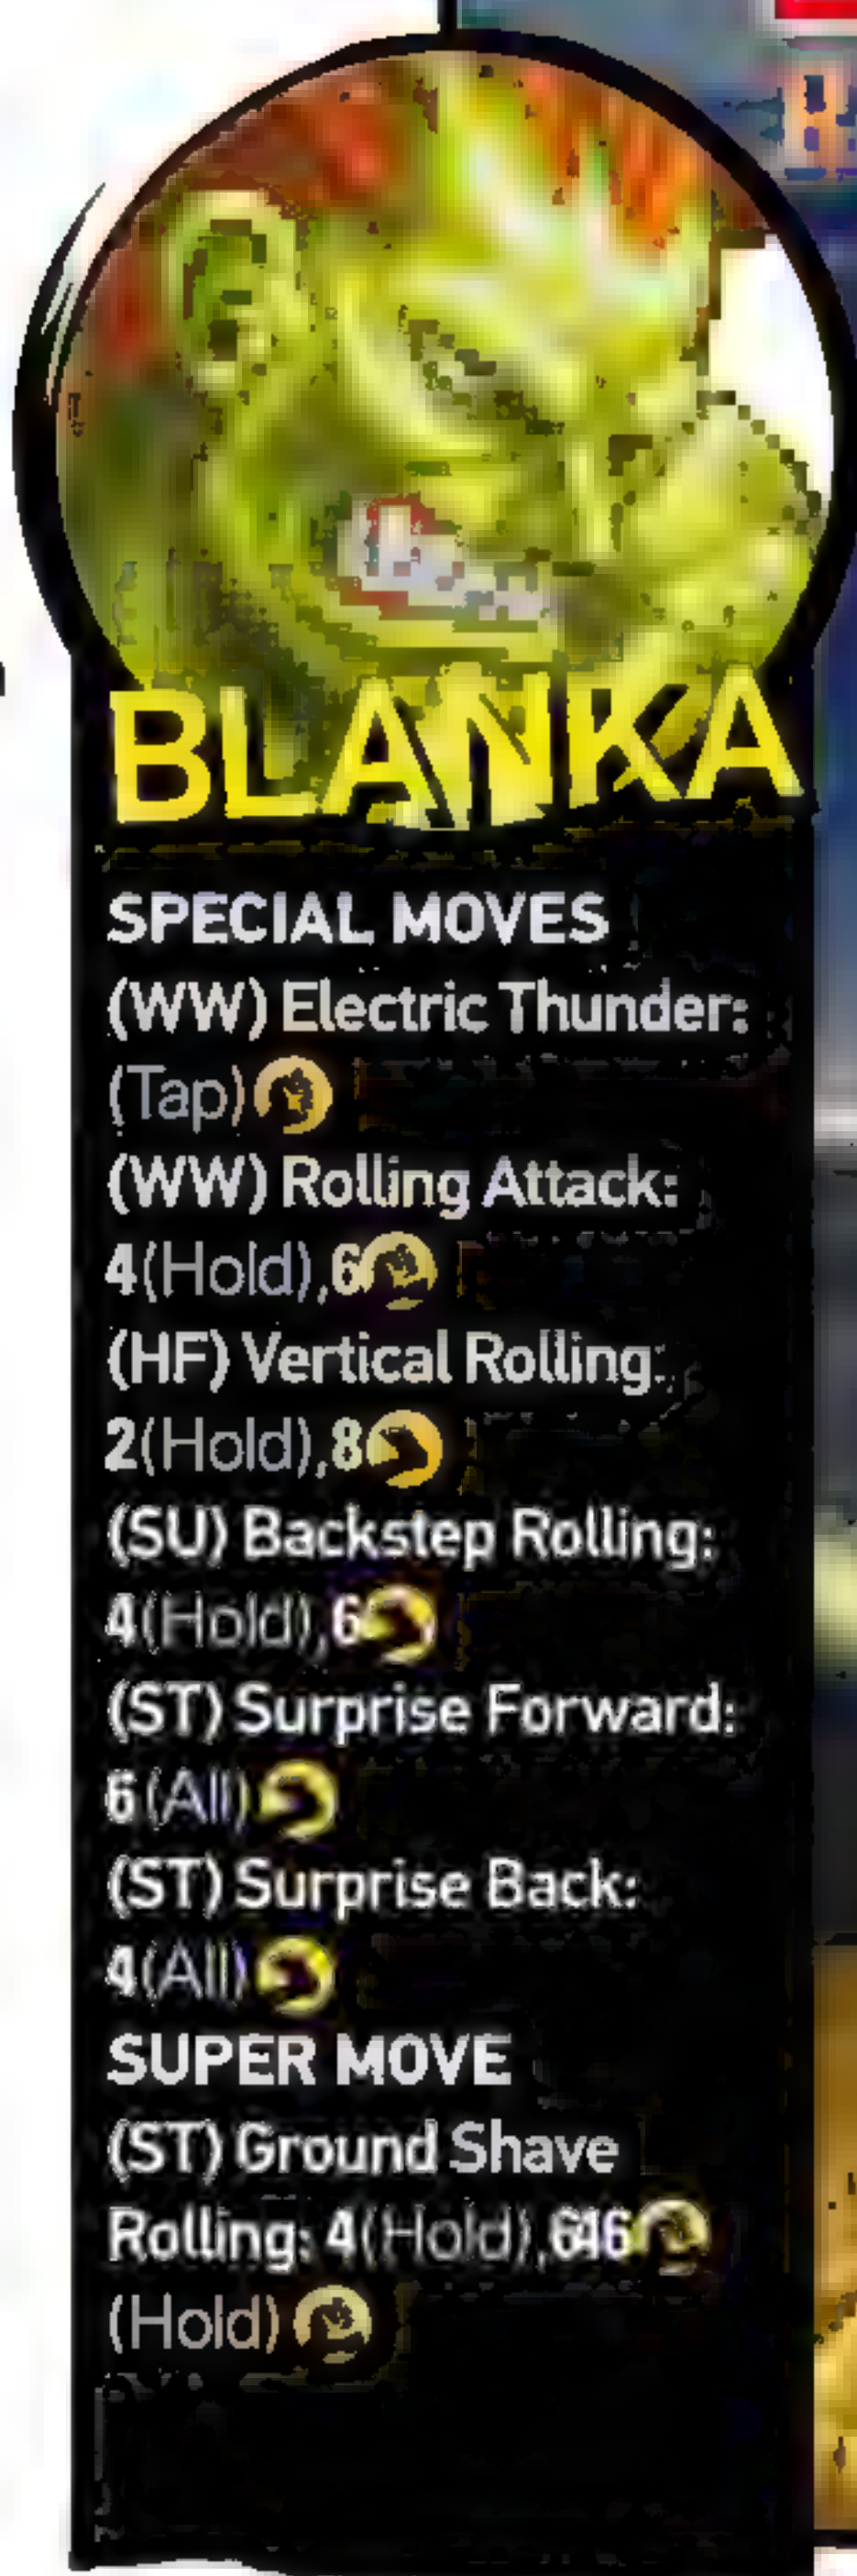 BLANKA
SPECIAL MOVES
(WW) Electric Thunder:
(Tap)
(WW) Rolling Attack:
4(Hold),6
(HF) Vertical Rolling:
2(Hold),8
(SU) Backstep Rolling:
4(Hold),6
(ST) Surprise Forward:
6(All)
(ST) Surprise Back:
4(All)
SUPER MOVE
(ST) Ground Shave
Rolling: 4(Hold),646
(Hold)